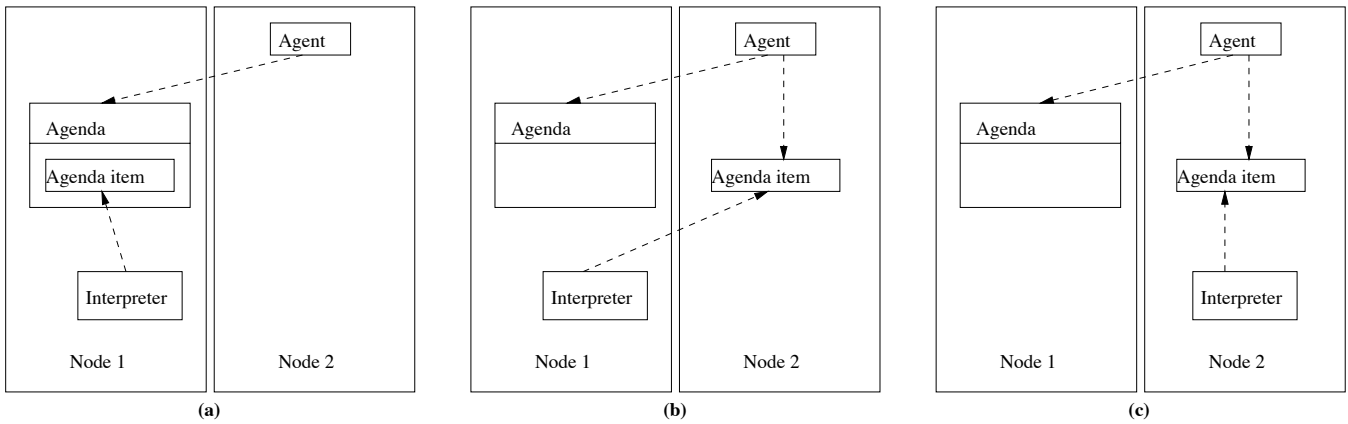 Agent
Agenda
Agenda item
Interpreter
Node 1
Node 2
(a)
Agent
Agenda
Agenda item
Interpreter
Node 1
Node 2
(b)
Agent
Agenda
Agenda item
Interpreter
Node 1
Node 2
(c)